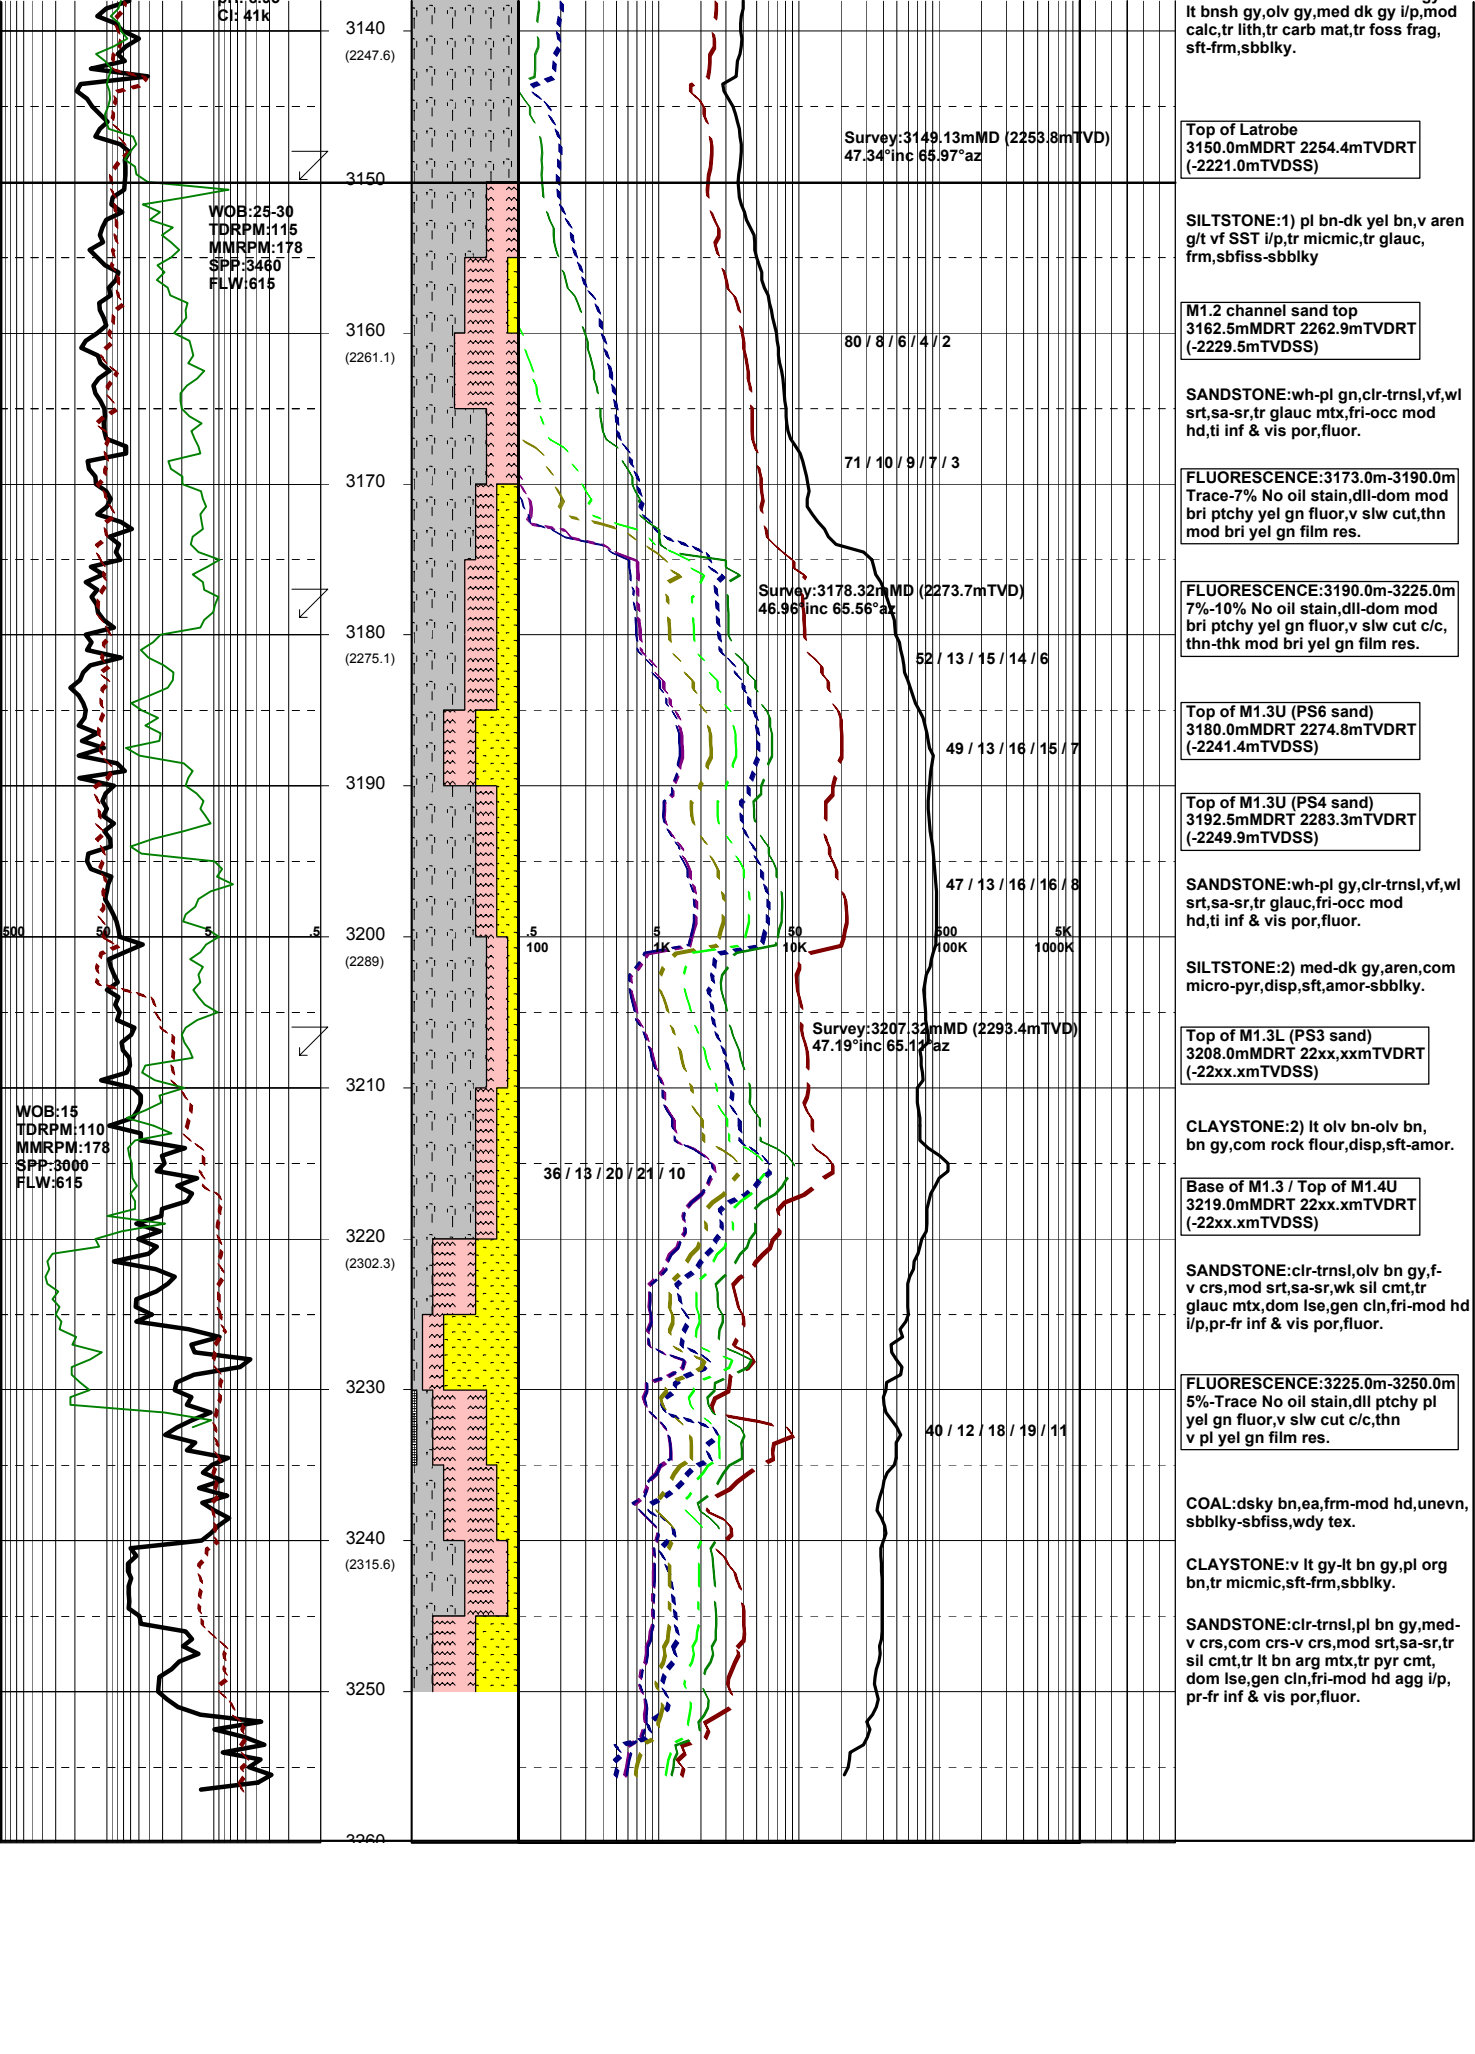 Cl: 41k
WOB:25-30
TDRPM:115
MMRPM:178
SPP:3460
FLW:615
500
50
5
.5
WOB:15
TDRPM:110
MMRPM:178
SPP:3000
FLW:615
3140
(2247.6)
3150
3160
(2261.1)
3170
3180
(2275.1)
3190
3200
(2289)
3210
3220
(2302.3)
3230
3240
(2315.6)
3250
3260
Survey:3149.13mMD (2253.8mTVD)
47.34°inc 65.97°az
80 / 8 / 6 / 4 / 2
71 / 10 / 9 / 7 / 3
Survey:3178.32mMD (2273.7mTVD)
46.96°inc 65.56°az
52 / 13 / 15 / 14 / 6
49 / 13 / 16 / 15 / 7
47 / 13 / 16 / 16 / 8
.5 5 50 500 5K
100 1K 10K 100K 1000K
Survey:3207.32mMD (2293.4mTVD)
47.19°inc 65.11°az
36 / 13 / 20 / 21 / 10
40 / 12 / 18 / 19 / 11
lt bnsh gy,olv gy,med dk gy i/p,mod
calc,tr lith,tr carb mat,tr foss frag,
sft-frm,sbblky.
Top of Latrobe
3150.0mMDRT 2254.4mTVDRT
(-2221.0mTVDSS)
SILTSTONE:1) pl bn-dk yel bn,v aren
g/t vf SST i/p,tr micmic,tr glauc,
frm,sbfiss-sbblky
M1.2 channel sand top
3162.5mMDRT 2262.9mTVDRT
(-2229.5mTVDSS)
SANDSTONE:wh-pl gn,clr-trnsl,vf,wl
srt,sa-sr,tr glauc mtx,fri-occ mod
hd,ti inf & vis por,fluor.
FLUORESCENCE:3173.0m-3190.0m
Trace-7% No oil stain,dll-dom mod
bri ptchy yel gn fluor,v slw cut,thn
mod bri yel gn film res.
FLUORESCENCE:3190.0m-3225.0m
7%-10% No oil stain,dll-dom mod
bri ptchy yel gn fluor,v slw cut c/c,
thn-thk mod bri yel gn film res.
Top of M1.3U (PS6 sand)
3180.0mMDRT 2274.8mTVDRT
(-2241.4mTVDSS)
Top of M1.3U (PS4 sand)
3192.5mMDRT 2283.3mTVDRT
(-2249.9mTVDSS)
SANDSTONE:wh-pl gy,clr-trnsl,vf,wl
srt,sa-sr,tr glauc,fri-occ mod
hd,ti inf & vis por,fluor.
SILTSTONE:2) med-dk gy,aren,com
micro-pyr,disp,sft,amor-sbblky.
Top of M1.3L (PS3 sand)
3208.0mMDRT 22xx,xxmTVDRT
(-22xx.xmTVDSS)
CLAYSTONE:2) lt olv bn-olv bn,
bn gy,com rock flour,disp,sft-amor.
Base of M1.3 / Top of M1.4U
3219.0mMDRT 22xx.xmTVDRT
(-22xx.xmTVDSS)
SANDSTONE:clr-trnsl,olv bn gy,f-
v crs,mod srt,sa-sr,wk sil cmt,tr
glauc mtx,dom lse,gen cln,fri-mod hd
i/p,pr-fr inf & vis por,fluor.
FLUORESCENCE:3225.0m-3250.0m
5%-Trace No oil stain,dll ptchy pl
yel gn fluor,v slw cut c/c,thn
v pl yel gn film res.
COAL:dsky bn,ea,frm-mod hd,unevn,
sbblky-sbfiss,wdy tex.
CLAYSTONE:v lt gy-lt bn gy,pl org
bn,tr micmic,sft-frm,sbblky.
SANDSTONE:clr-trnsl,pl bn gy,med-
v crs,com crs-v crs,mod srt,sa-sr,tr
sil cmt,tr lt bn arg mtx,tr pyr cmt,
dom lse,gen cln,fri-mod hd agg i/p,
pr-fr inf & vis por,fluor.